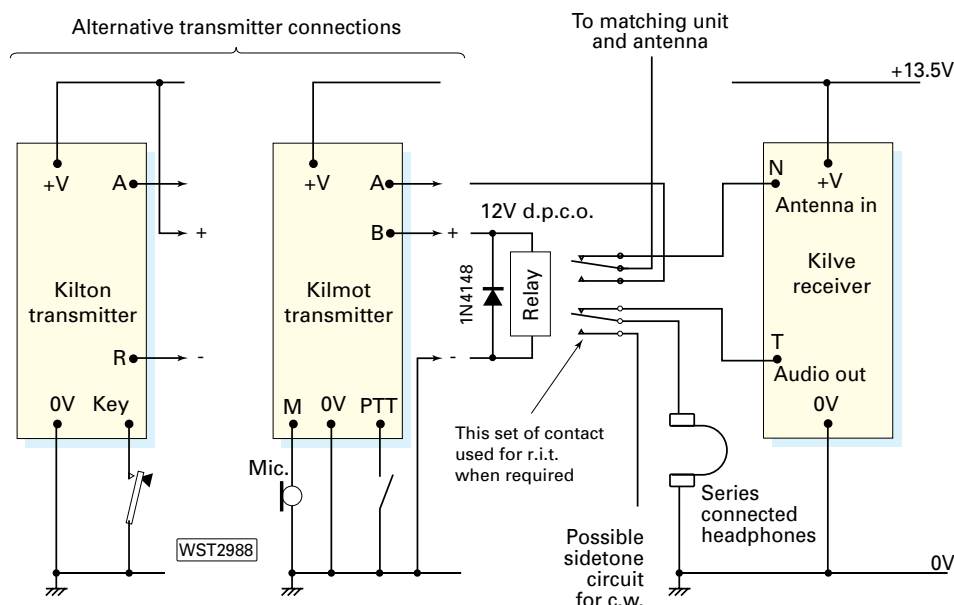 Alternative transmitter connections
To matching unit
and antenna
+13.5V
+V
A
+
Kilton
transmitter
R
-
0V
Key
+V
A
B
+
Kilmot
transmitter
-
M
0V
PTT
Mic.
WST2988
12V d.p.c.o.
1N4148
Relay
This set of contact
used for r.i.t.
when required
Possible
sidetone
circuit
for c.w.
Series
connected
headphones
N
+V
Antenna in
Kilve
receiver
T
Audio out
0V
0V